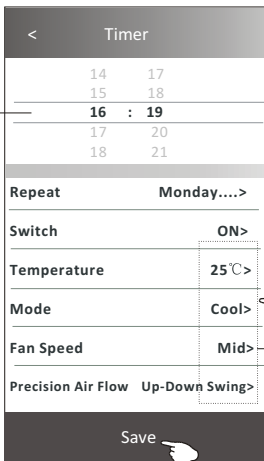 < Timer
14 17
15 18
16 : 19
17 20
18 21
Repeat Monday....>
Switch ON>
Temperature 25℃>
Mode Cool>
Fan Speed Mid>
Precision Air Flow Up-Down Swing>
Save